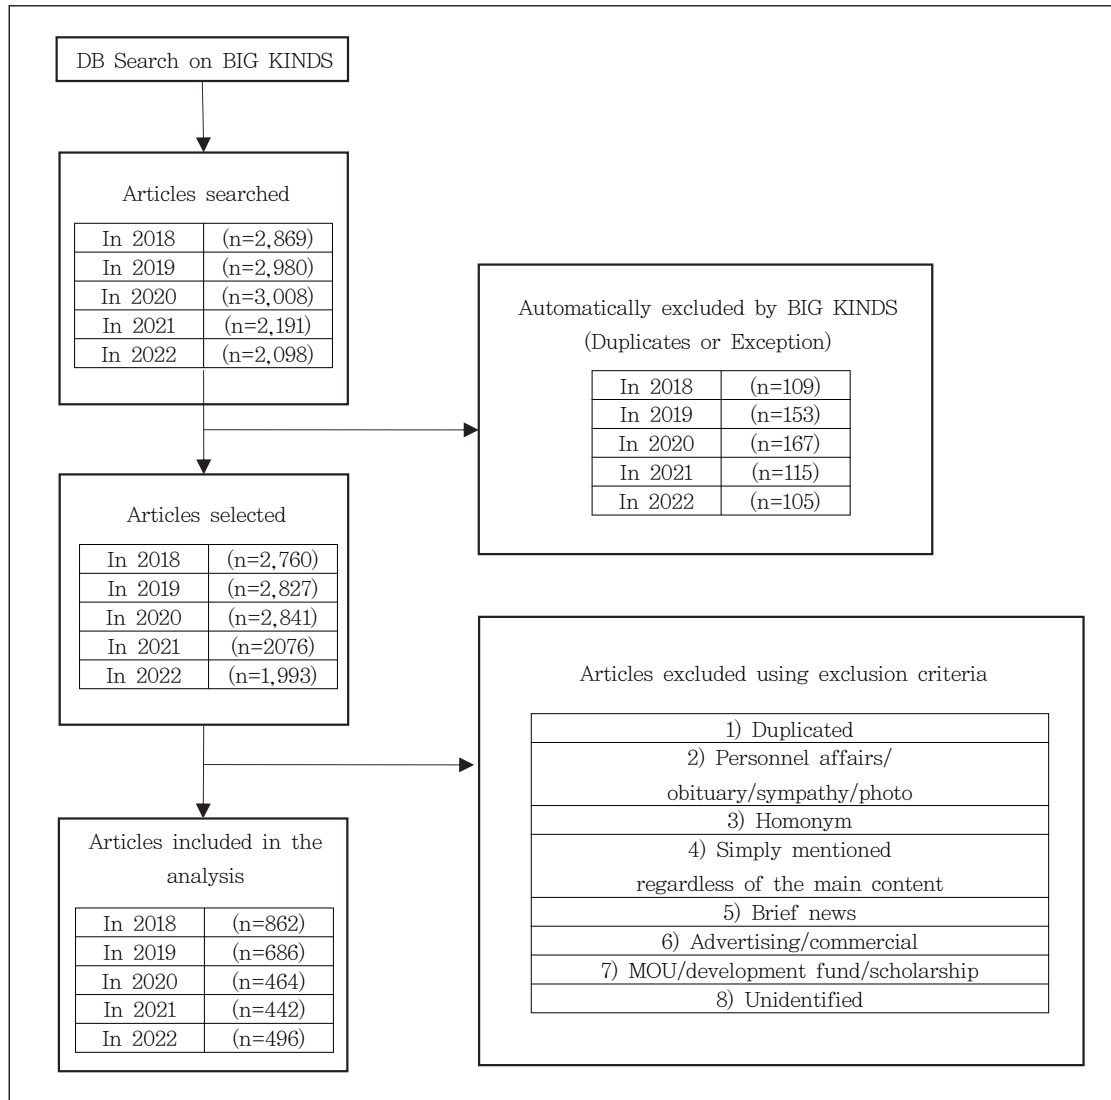 DB Search on BIG KINDS
Articles searched
In 2018 (n=2,869)
In 2019 (n=2,980)
In 2020 (n=3,008)
In 2021 (n=2,191)
In 2022 (n=2,098)
Automatically excluded by BIG KINDS
(Duplicates or Exception)
In 2018 (n=109)
In 2019 (n=153)
In 2020 (n=167)
In 2021 (n=115)
In 2022 (n=105)
Articles selected
In 2018 (n=2,760)
In 2019 (n=2,827)
In 2020 (n=2,841)
In 2021 (n=2076)
In 2022 (n=1,993)
Articles excluded using exclusion criteria
1) Duplicated
2) Personnel affairs/
obituary/sympathy/photo
3) Homonym
4) Simply mentioned
regardless of the main content
5) Brief news
6) Advertising/commercial
7) MOU/development fund/scholarship
8) Unidentified
Articles included in the
analysis
In 2018 (n=862)
In 2019 (n=686)
In 2020 (n=464)
In 2021 (n=442)
In 2022 (n=496)